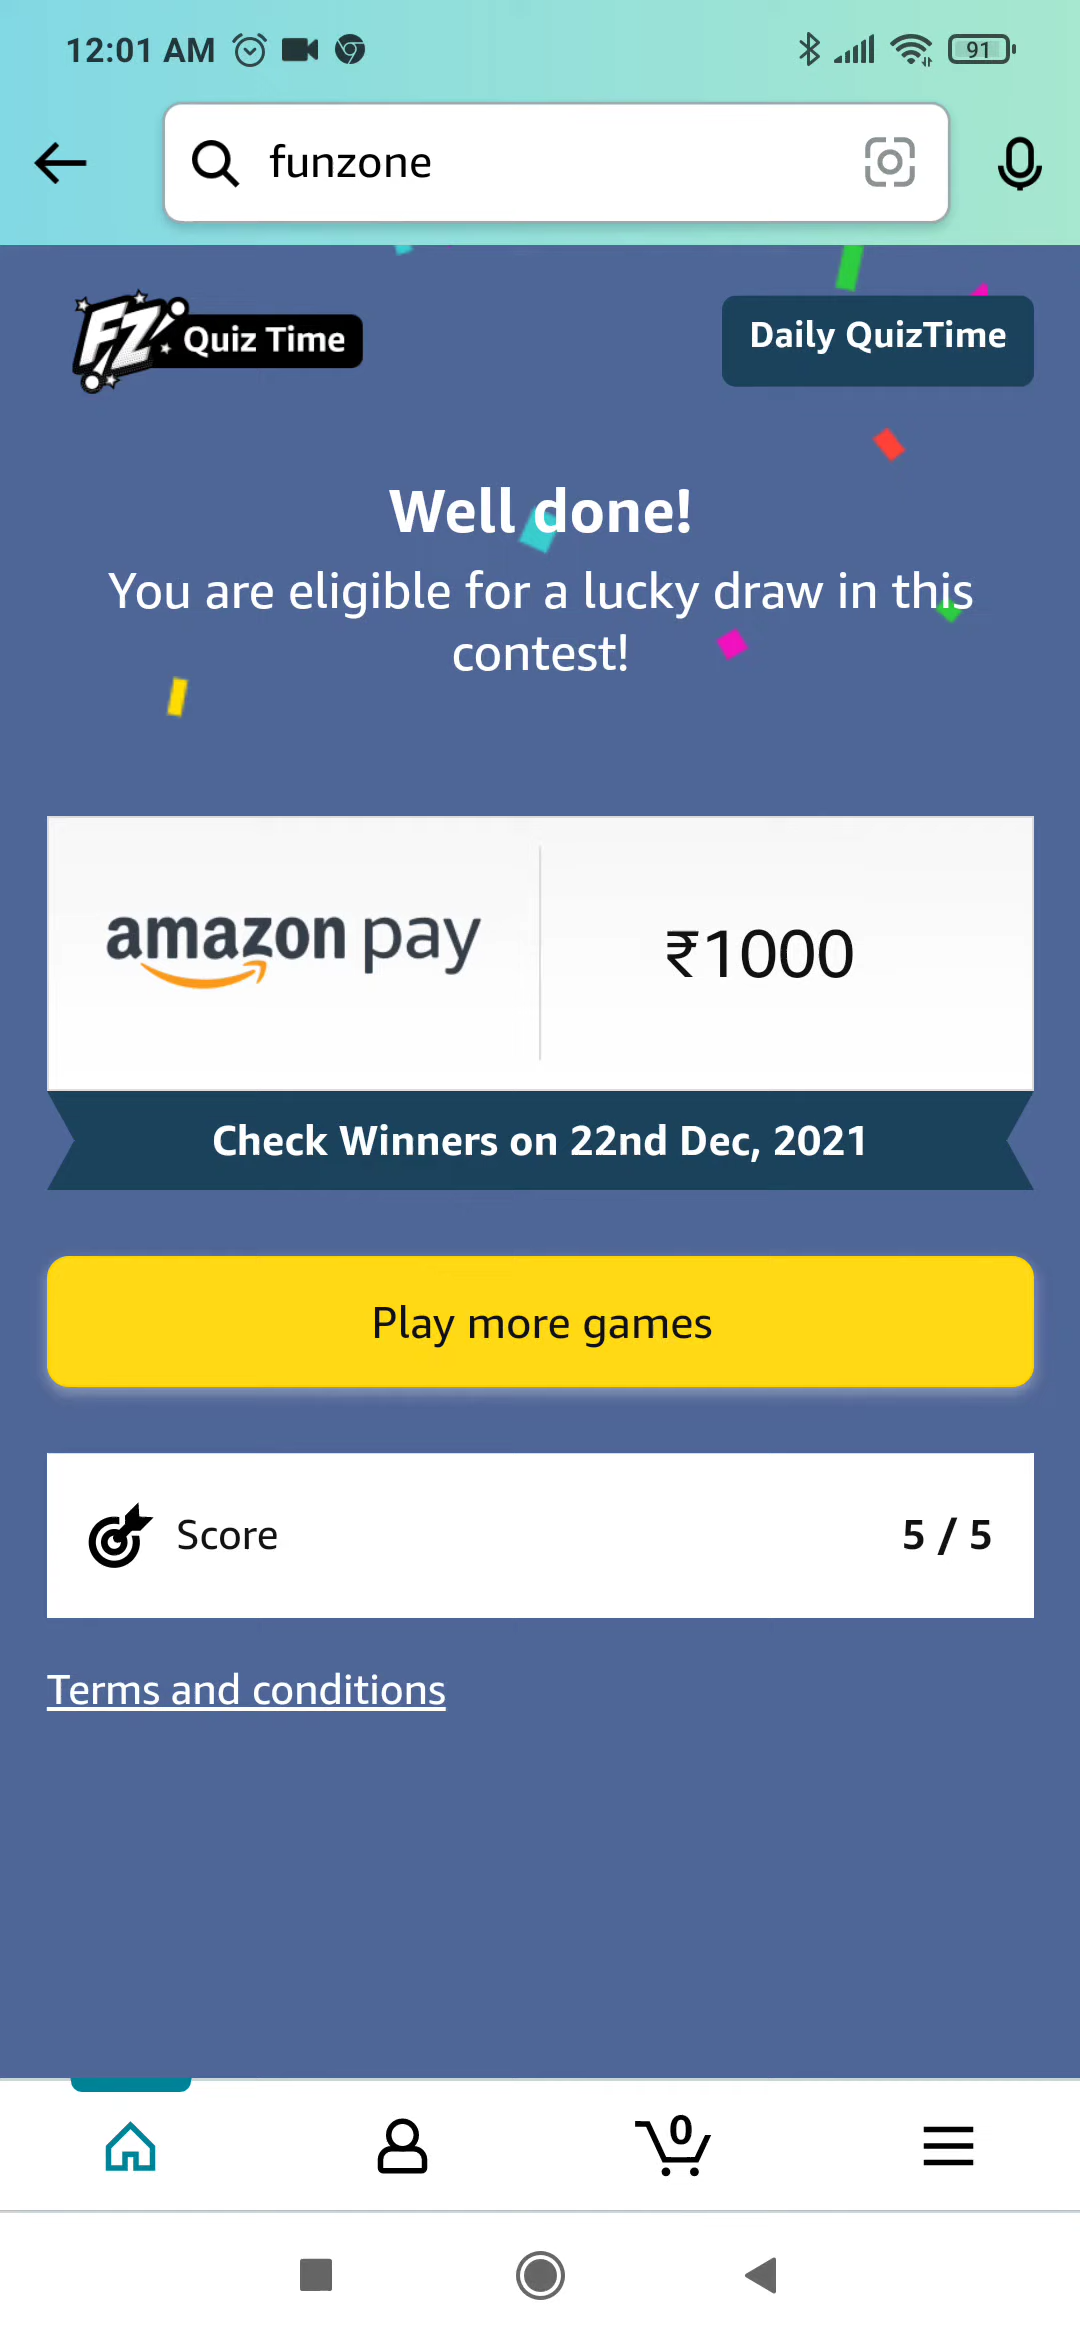 12:01 AM
91
funzone
FZ Quiz Time
Daily QuizTime
Well done!
You are eligible for a lucky draw in this
contest!
amazon pay
₹1000
Check Winners on 22nd Dec, 2021
Play more games
Score
5 / 5
Terms and conditions
0